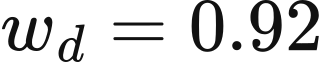 w_d = 0.92